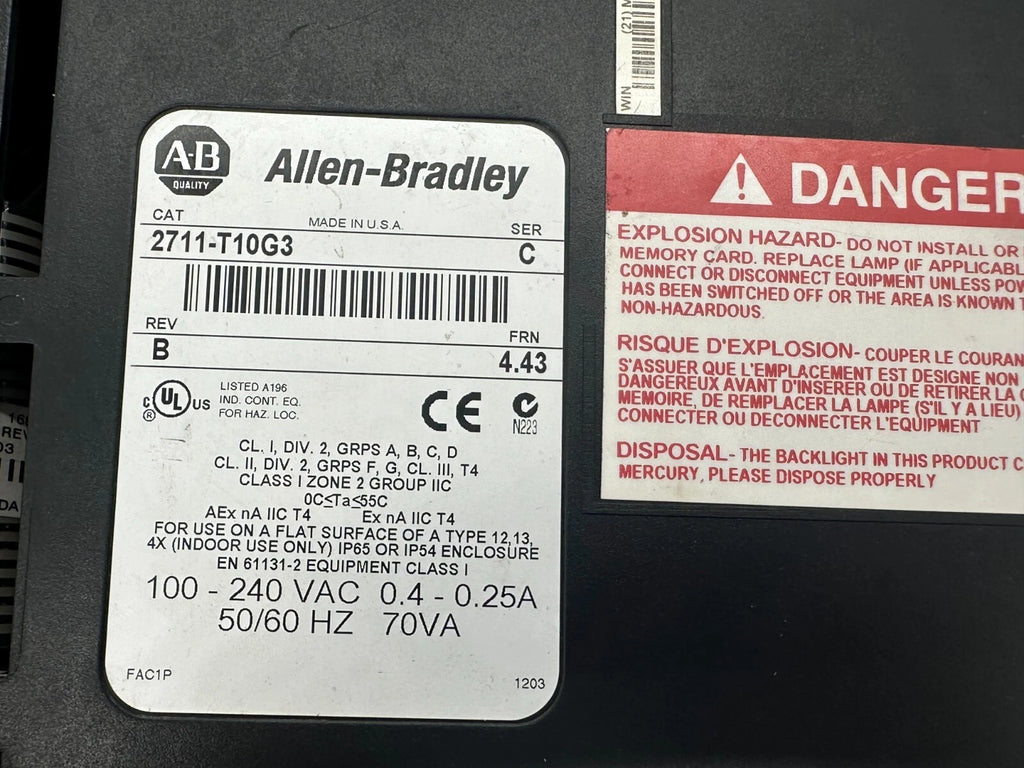 A-B
QUALITY
Allen-Bradley
CAT
MADE IN U.S.A.
SER
2711-T10G3
C
REV
FRN
B
4.43
C UL US
®
LISTED A196
IND. CONT. EQ.
FOR HAZ. LOC.
CE
N223
CL. I, DIV. 2, GRPS A, B, C, D
CL. II, DIV. 2, GRPS F, G, CL. III, T4
CLASS I ZONE 2 GROUP IIC
0C≤Ta≤55C
AEx nA IIC T4 Ex nA IIC T4
FOR USE ON A FLAT SURFACE OF A TYPE 12,13,
4X (INDOOR USE ONLY) IP65 OR IP54 ENCLOSURE
EN 61131-2 EQUIPMENT CLASS I
100 - 240 VAC 0.4 - 0.25A
50/60 HZ 70VA
FAC1P
1203
WIN
(21) M
DANGER
EXPLOSION HAZARD- DO NOT INSTALL OR
MEMORY CARD. REPLACE LAMP (IF APPLICABL
CONNECT OR DISCONNECT EQUIPMENT UNLESS POW
HAS BEEN SWITCHED OFF OR THE AREA IS KNOWN T
NON-HAZARDOUS.
RISQUE D'EXPLOSION- COUPER LE COURAN
S'ASSURER QUE L'EMPLACEMENT EST DESIGNE NON
DANGEREUX AVANT D'INSERER OU DE RETIRER LA C
MEMOIRE, DE REMPLACER LA LAMPE (S'IL Y A LIEU)
CONNECTER OU DECONNECTER L'EQUIPMENT
DISPOSAL- THE BACKLIGHT IN THIS PRODUCT C
MERCURY, PLEASE DISPOSE PROPERLY
168
REV
03
DA